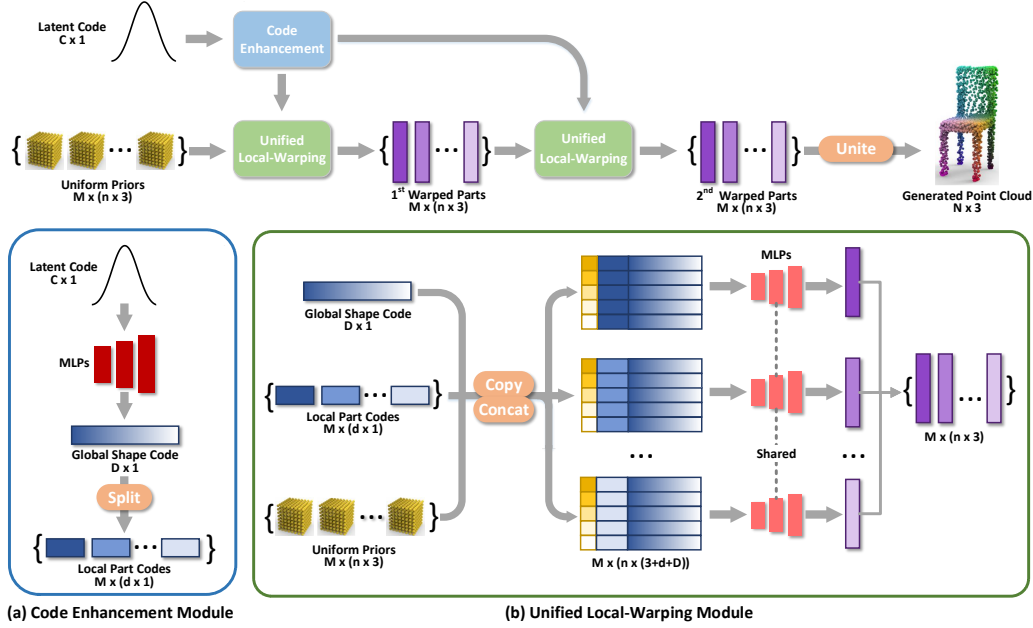 Latent Code
C x 1
Code
Enhancement
{ ... }
Uniform Priors
M x (n x 3)
Unified
Local-Warping
{ ... }
1st Warped Parts
M x (n x 3)
Unified
Local-Warping
{ ... }
2nd Warped Parts
M x (n x 3)
Unite
Generated Point Cloud
N x 3
Latent Code
C x 1
MLPs
Global Shape Code
D x 1
Split
{ ... }
Local Part Codes
M x (d x 1)
(a) Code Enhancement Module
Global Shape Code
D x 1
{ ... }
Local Part Codes
M x (d x 1)
{ ... }
Uniform Priors
M x (n x 3)
Copy
Concat
...
M x (n x (3+d+D))
MLPs
Shared
...
{ ... }
M x (n x 3)
(b) Unified Local-Warping Module